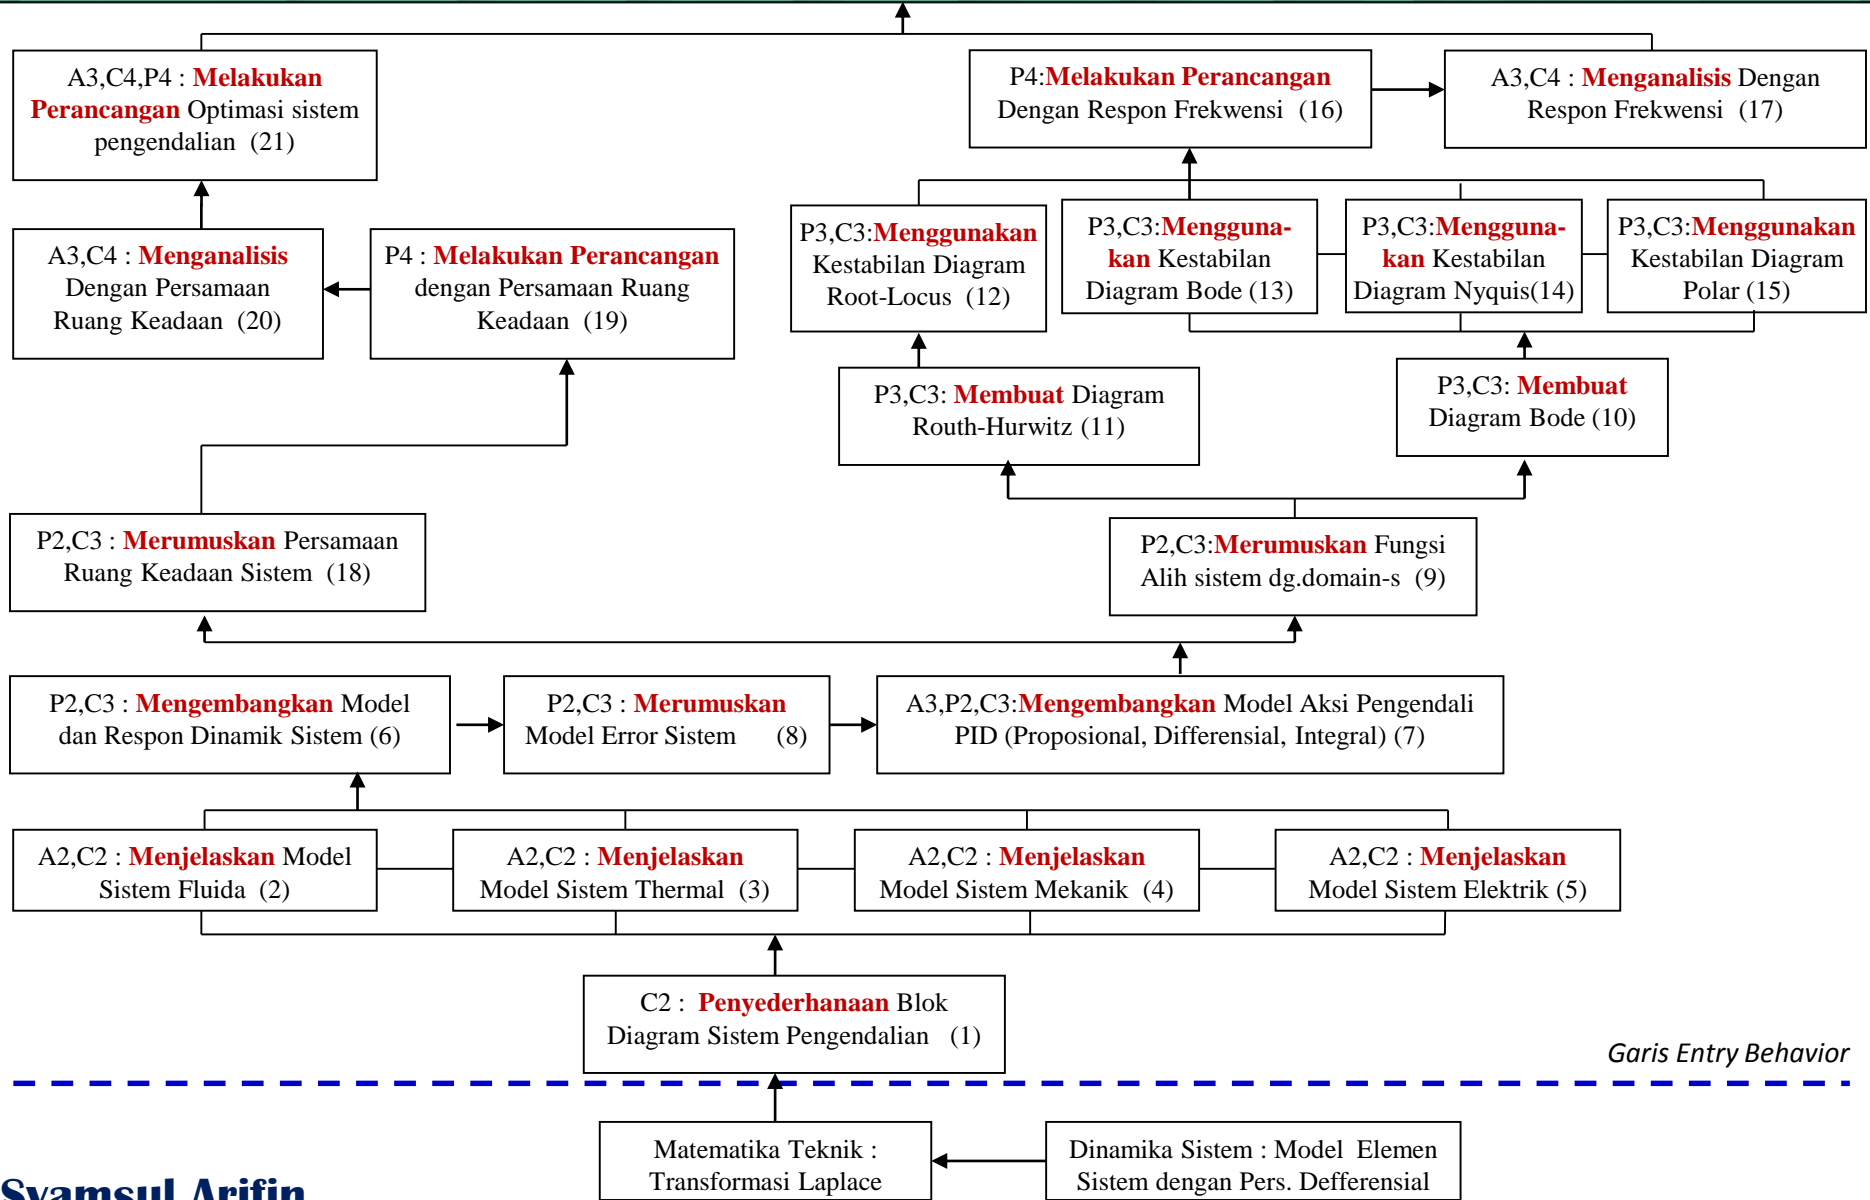 A3,C4,P4 : Melakukan
Perancangan Optimasi sistem
pengendalian (21)
P4:Melakukan Perancangan
Dengan Respon Frekwensi (16)
A3,C4 : Menganalisis Dengan
Respon Frekwensi (17)
A3,C4 : Menganalisis
Dengan Persamaan
Ruang Keadaan (20)
P4 : Melakukan Perancangan
dengan Persamaan Ruang
Keadaan (19)
P3,C3:Menggunakan
Kestabilan Diagram
Root-Locus (12)
P3,C3:Mengguna-
kan Kestabilan
Diagram Bode (13)
P3,C3:Mengguna-
kan Kestabilan
Diagram Nyquis(14)
P3,C3:Menggunakan
Kestabilan Diagram
Polar (15)
P3,C3: Membuat Diagram
Routh-Hurwitz (11)
P3,C3: Membuat
Diagram Bode (10)
P2,C3 : Merumuskan Persamaan
Ruang Keadaan Sistem (18)
P2,C3:Merumuskan Fungsi
Alih sistem dg.domain-s (9)
P2,C3 : Mengembangkan Model
dan Respon Dinamik Sistem (6)
P2,C3 : Merumuskan
Model Error Sistem (8)
A3,P2,C3:Mengembangkan Model Aksi Pengendali
PID (Proposional, Differensial, Integral) (7)
A2,C2 : Menjelaskan Model
Sistem Fluida (2)
A2,C2 : Menjelaskan
Model Sistem Thermal (3)
A2,C2 : Menjelaskan
Model Sistem Mekanik (4)
A2,C2 : Menjelaskan
Model Sistem Elektrik (5)
C2 : Penyederhanaan Blok
Diagram Sistem Pengendalian (1)
Garis Entry Behavior
Matematika Teknik :
Transformasi Laplace
Dinamika Sistem : Model Elemen
Sistem dengan Pers. Defferensial
Syamsul Arifin